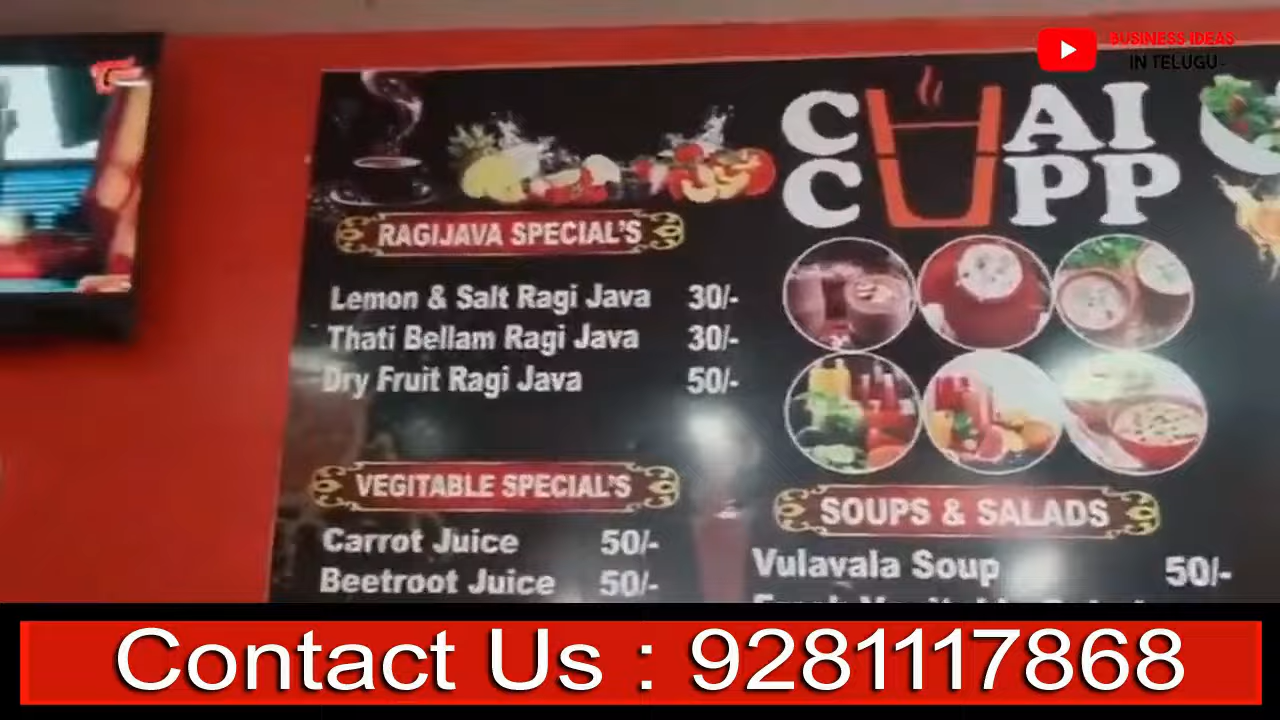 BUSINESS IDEAS
IN TELUGU
CHAI
CUPP
RAGIJAVA SPECIAL'S
Lemon & Salt Ragi Java 30/-
Thati Bellam Ragi Java 30/-
Dry Fruit Ragi Java 50/-
VEGITABLE SPECIAL'S
Carrot Juice 50/-
Beetroot Juice 50/-
SOUPS & SALADS
Vulavala Soup 50/-
Contact Us : 9281117868